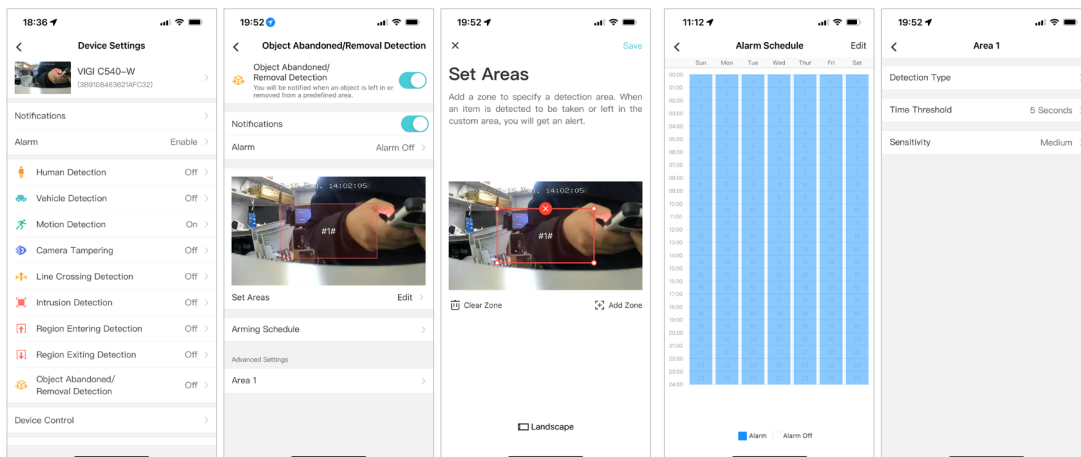 18:36
Device Settings
VIGI C540-W
(3B9108463621AFC32)
Notifications
Alarm Enable
Human Detection Off
Vehicle Detection Off
Motion Detection On
Camera Tampering Off
Line Crossing Detection Off
Intrusion Detection Off
Region Entering Detection Off
Region Exiting Detection Off
Object Abandoned/
Removal Detection Off
Device Control
19:52
Object Abandoned/Removal Detection
Object Abandoned/
Removal Detection
You will be notified when an object is left in or
removed from a predefined area.
Notifications
Alarm Alarm Off
14:02:05
#1#
Set Areas Edit
Arming Schedule
Advanced Settings
Area 1
19:52
Save
Set Areas
Add a zone to specify a detection area. When
an item is detected to be taken or left in the
custom area, you will get an alert.
14:02:05
#1#
Clear Zone Add Zone
Landscape
11:12
Alarm Schedule Edit
Sun Mon Tue Wed Thur Fri Sat
00:00
01:00
02:00
03:00
04:00
05:00
06:00
07:00
08:00
09:00
10:00
11:00
12:00
13:00
14:00
15:00
16:00
17:00
18:00
19:00
20:00
21:00
22:00
23:00
24:00
Alarm Alarm Off
19:52
Area 1
Detection Type
Time Threshold 5 Seconds
Sensitivity Medium